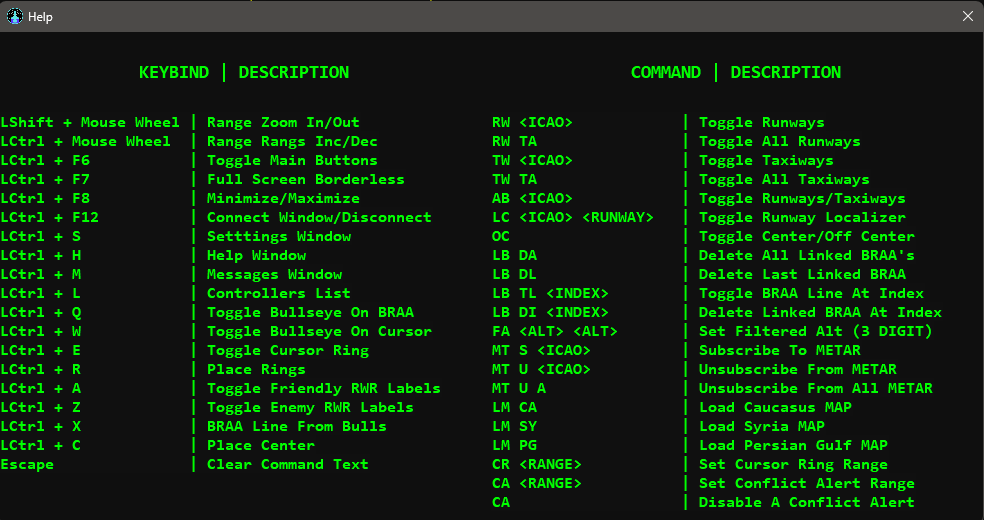 Help
KEYBIND | DESCRIPTION
LShift + Mouse Wheel | Range Zoom In/Out
LCtrl + Mouse Wheel | Range Rangs Inc/Dec
LCtrl + F6 | Toggle Main Buttons
LCtrl + F7 | Full Screen Borderless
LCtrl + F8 | Minimize/Maximize
LCtrl + F12 | Connect Window/Disconnect
LCtrl + S | Setttings Window
LCtrl + H | Help Window
LCtrl + M | Messages Window
LCtrl + L | Controllers List
LCtrl + Q | Toggle Bullseye On BRAA
LCtrl + W | Toggle Bullseye On Cursor
LCtrl + E | Toggle Cursor Ring
LCtrl + R | Place Rings
LCtrl + A | Toggle Friendly RWR Labels
LCtrl + Z | Toggle Enemy RWR Labels
LCtrl + X | BRAA Line From Bulls
LCtrl + C | Place Center
Escape | Clear Command Text
COMMAND | DESCRIPTION
RW <ICAO> | Toggle Runways
RW TA | Toggle All Runways
TW <ICAO> | Toggle Taxiways
TW TA | Toggle All Taxiways
AB <ICAO> | Toggle Runways/Taxiways
LC <ICAO> <RUNWAY> | Toggle Runway Localizer
OC | Toggle Center/Off Center
LB DA | Delete All Linked BRAA's
LB DL | Delete Last Linked BRAA
LB TL <INDEX> | Toggle BRAA Line At Index
LB DI <INDEX> | Delete Linked BRAA At Index
FA <ALT> <ALT> | Set Filtered Alt (3 DIGIT)
MT S <ICAO> | Subscribe To METAR
MT U <ICAO> | Unsubscribe From METAR
MT U A | Unsubscribe From All METAR
LM CA | Load Caucasus MAP
LM SY | Load Syria MAP
LM PG | Load Persian Gulf MAP
CR <RANGE> | Set Cursor Ring Range
CA <RANGE> | Set Conflict Alert Range
CA | Disable A Conflict Alert